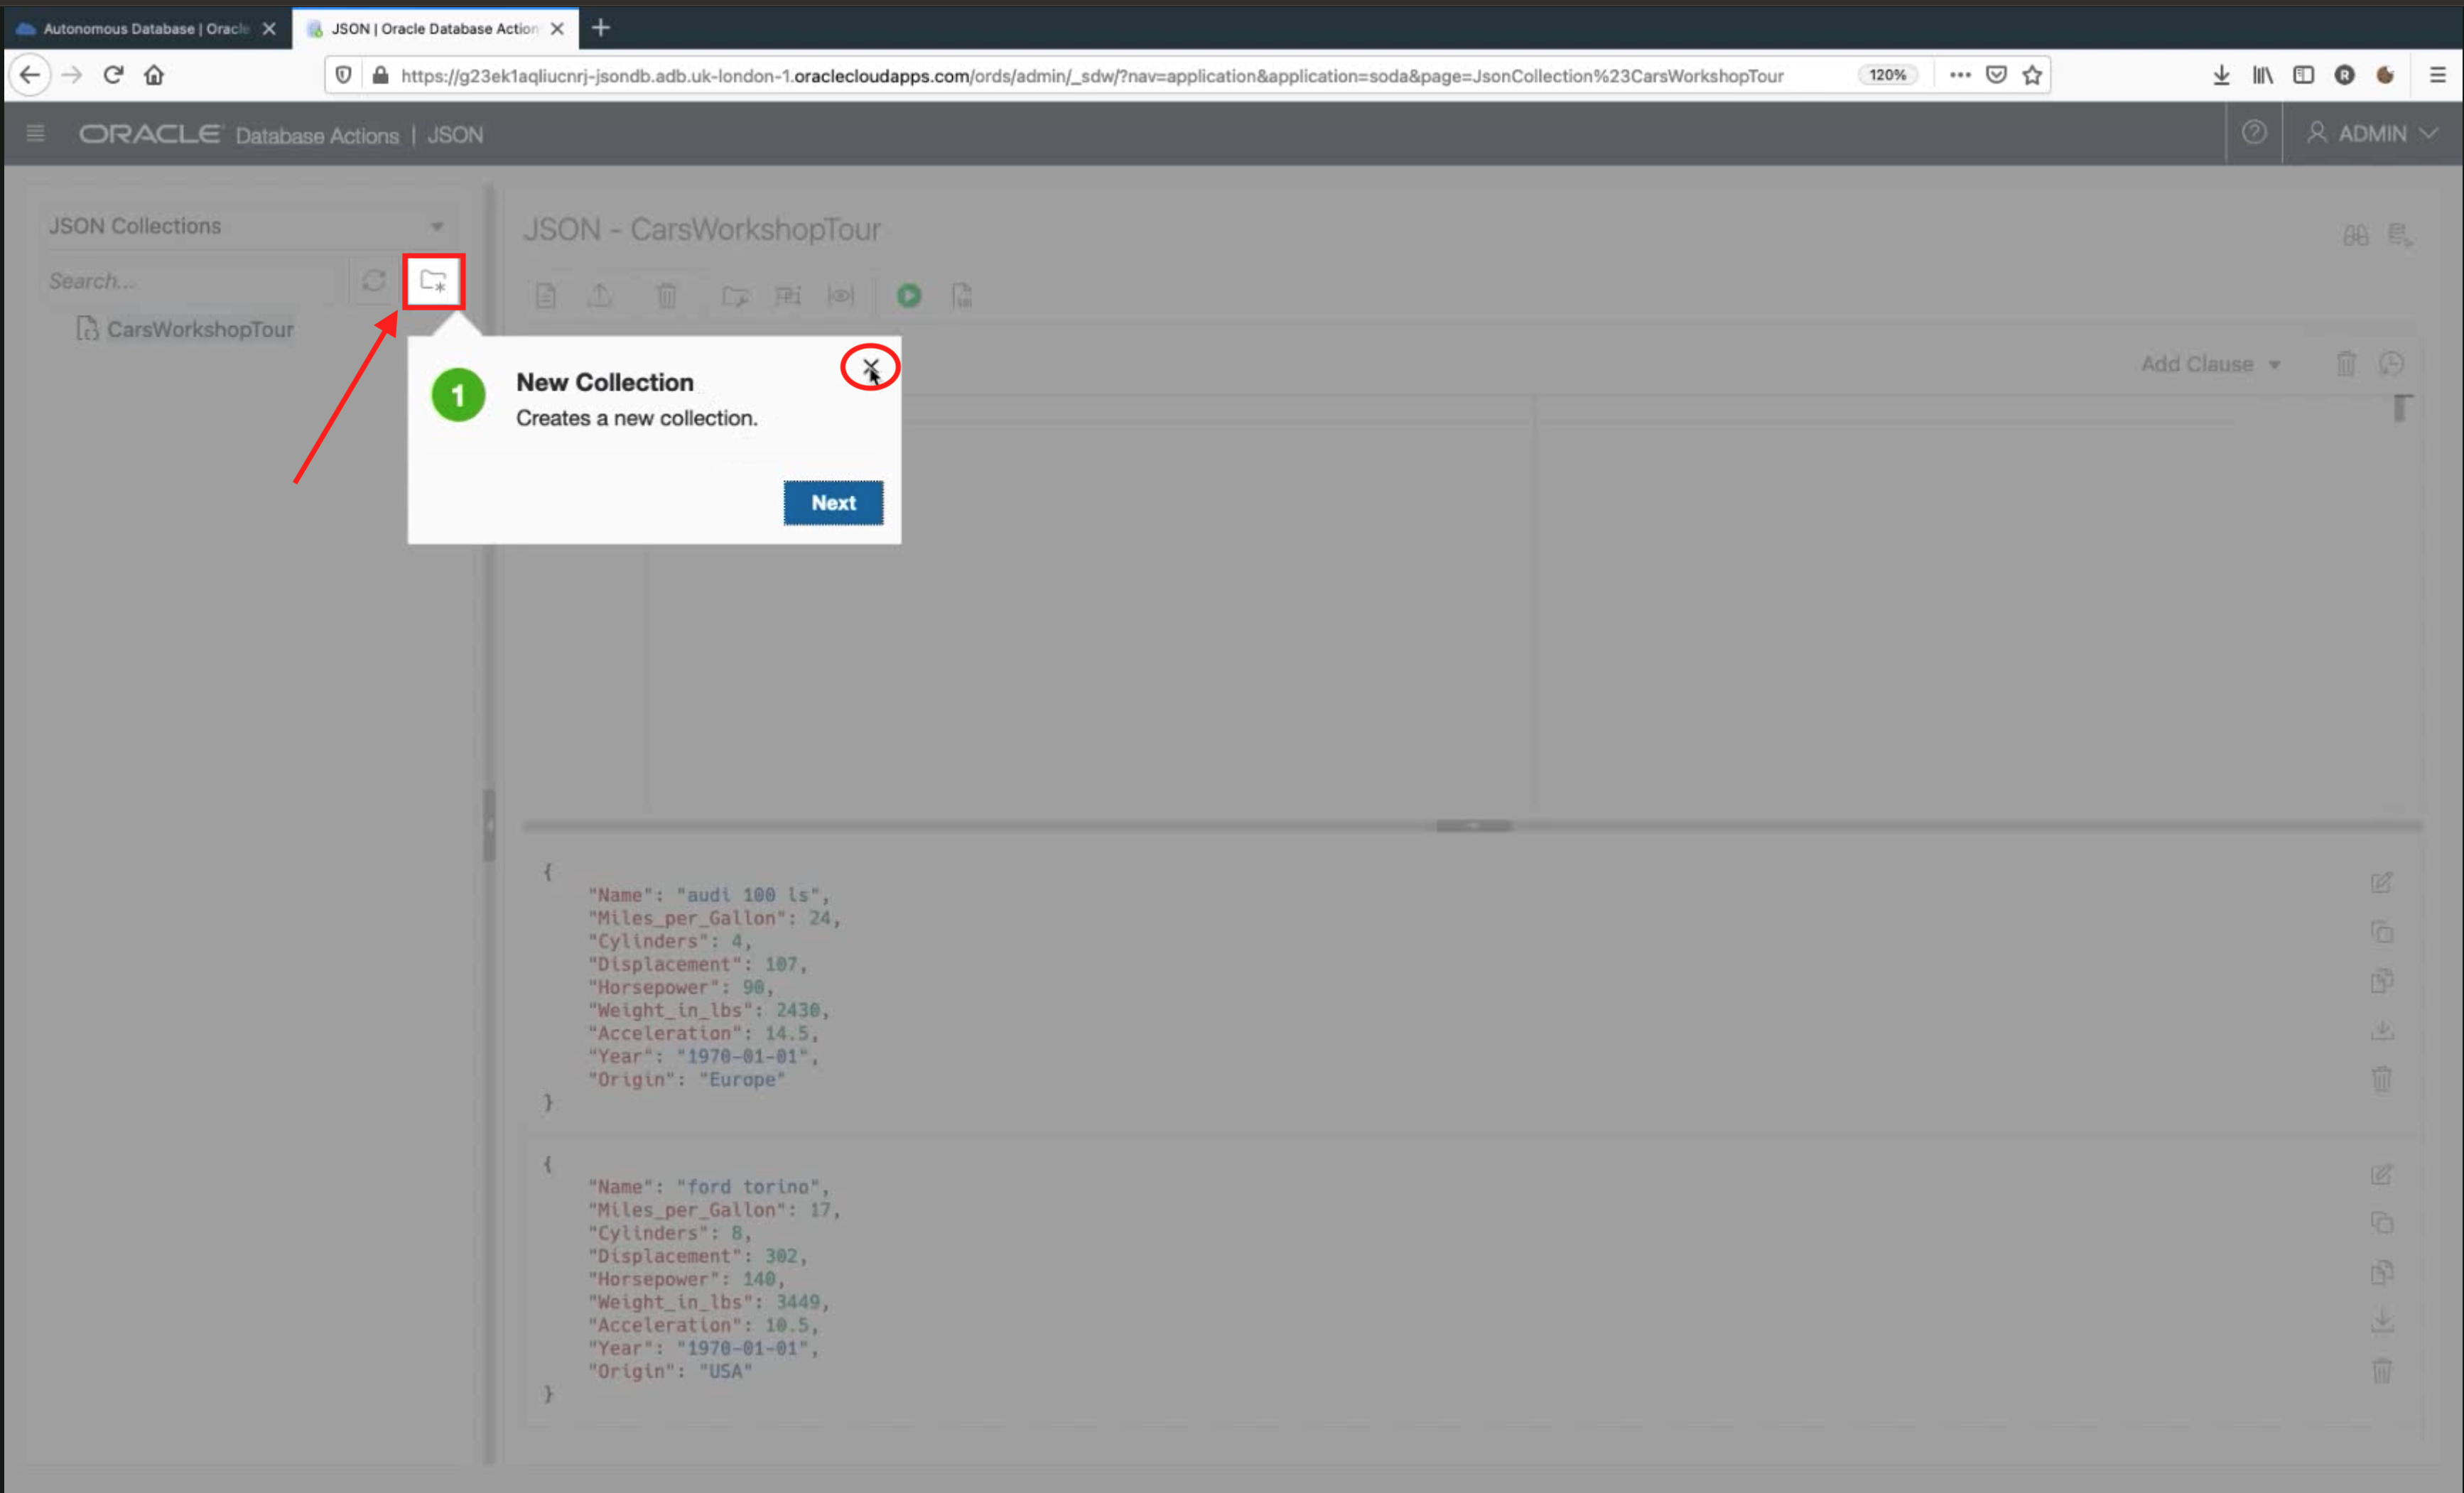 Autonomous Database | Oracle
JSON | Oracle Database Action
https://g23ek1aqliucnrj-jsondb.adb.uk-london-1.oraclecloudapps.com/ords/admin/_sdw/?nav=application&application=soda&page=JsonCollection%23CarsWorkshopTour
120%
R
ORACLE Database Actions | JSON
ADMIN
JSON Collections
Search...
CarsWorkshopTour
JSON - CarsWorkshopTour
1
New Collection
Creates a new collection.
Next
Add Clause
{
"Name": "audi 100 ls",
"Miles_per_Gallon": 24,
"Cylinders": 4,
"Displacement": 107,
"Horsepower": 90,
"Weight_in_lbs": 2430,
"Acceleration": 14.5,
"Year": "1970-01-01",
"Origin": "Europe"
}
{
"Name": "ford torino",
"Miles_per_Gallon": 17,
"Cylinders": 8,
"Displacement": 302,
"Horsepower": 140,
"Weight_in_lbs": 3449,
"Acceleration": 10.5,
"Year": "1970-01-01",
"Origin": "USA"
}